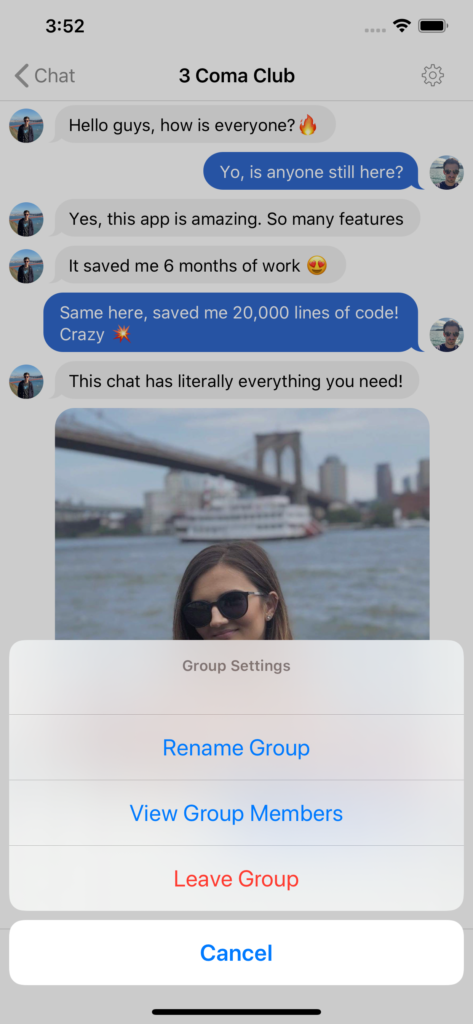 3:52
Chat
3 Coma Club
Hello guys, how is everyone?🔥
Yo, is anyone still here?
Yes, this app is amazing. So many features
It saved me 6 months of work 😍
Same here, saved me 20,000 lines of code!
Crazy 💥
This chat has literally everything you need!
Group Settings
Rename Group
View Group Members
Leave Group
Cancel